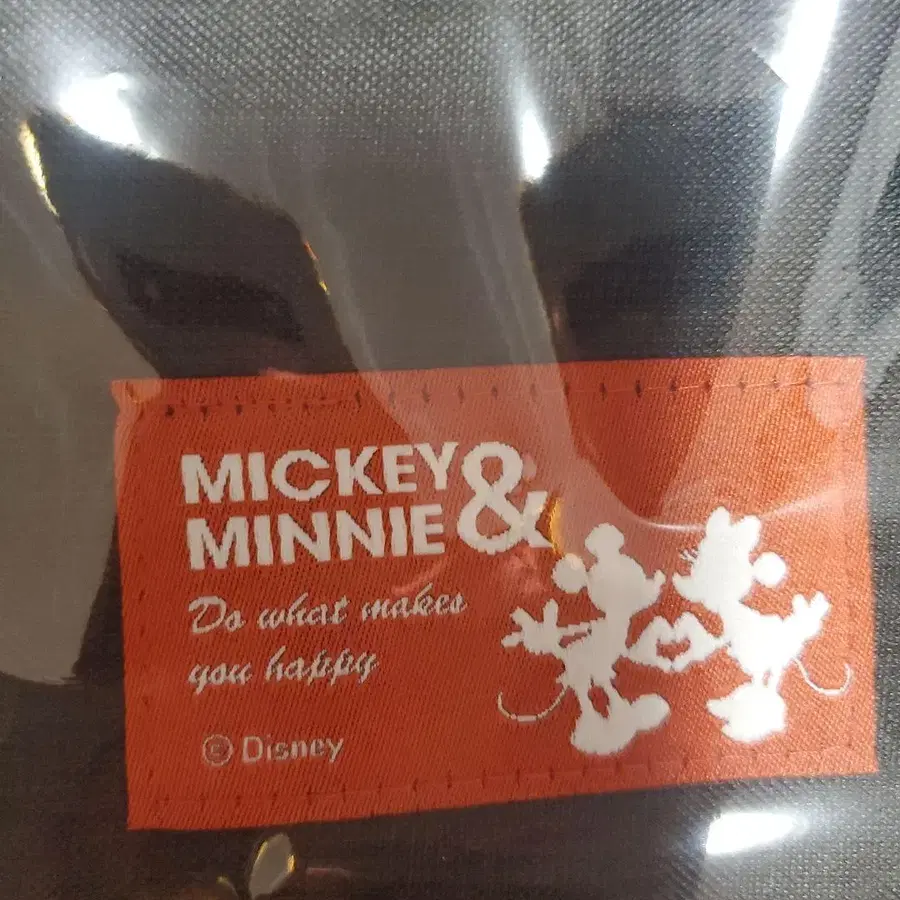 MICKEY &
MINNIE
Do what makes
you happy
© Disney